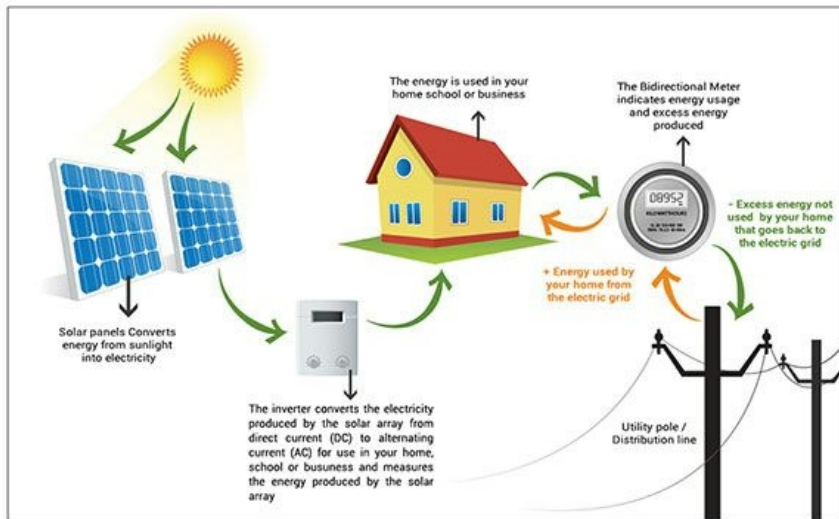 The energy is used in your
home school or business
The Bidirectional Meter
indicates energy usage
and excess energy
produced
KILOWATTHOURS
- Excess energy not
used by your home
that goes back to
the electric grid
+ Energy used by
your home from
the electric grid
Solar panels Converts
energy from sunlight
into electricity
The inverter converts the electricity
produced by the solar array from
direct current (DC) to alternating
current (AC) for use in your home,
school or busuness and measures
the energy produced by the solar
array
Utility pole /
Distribution line